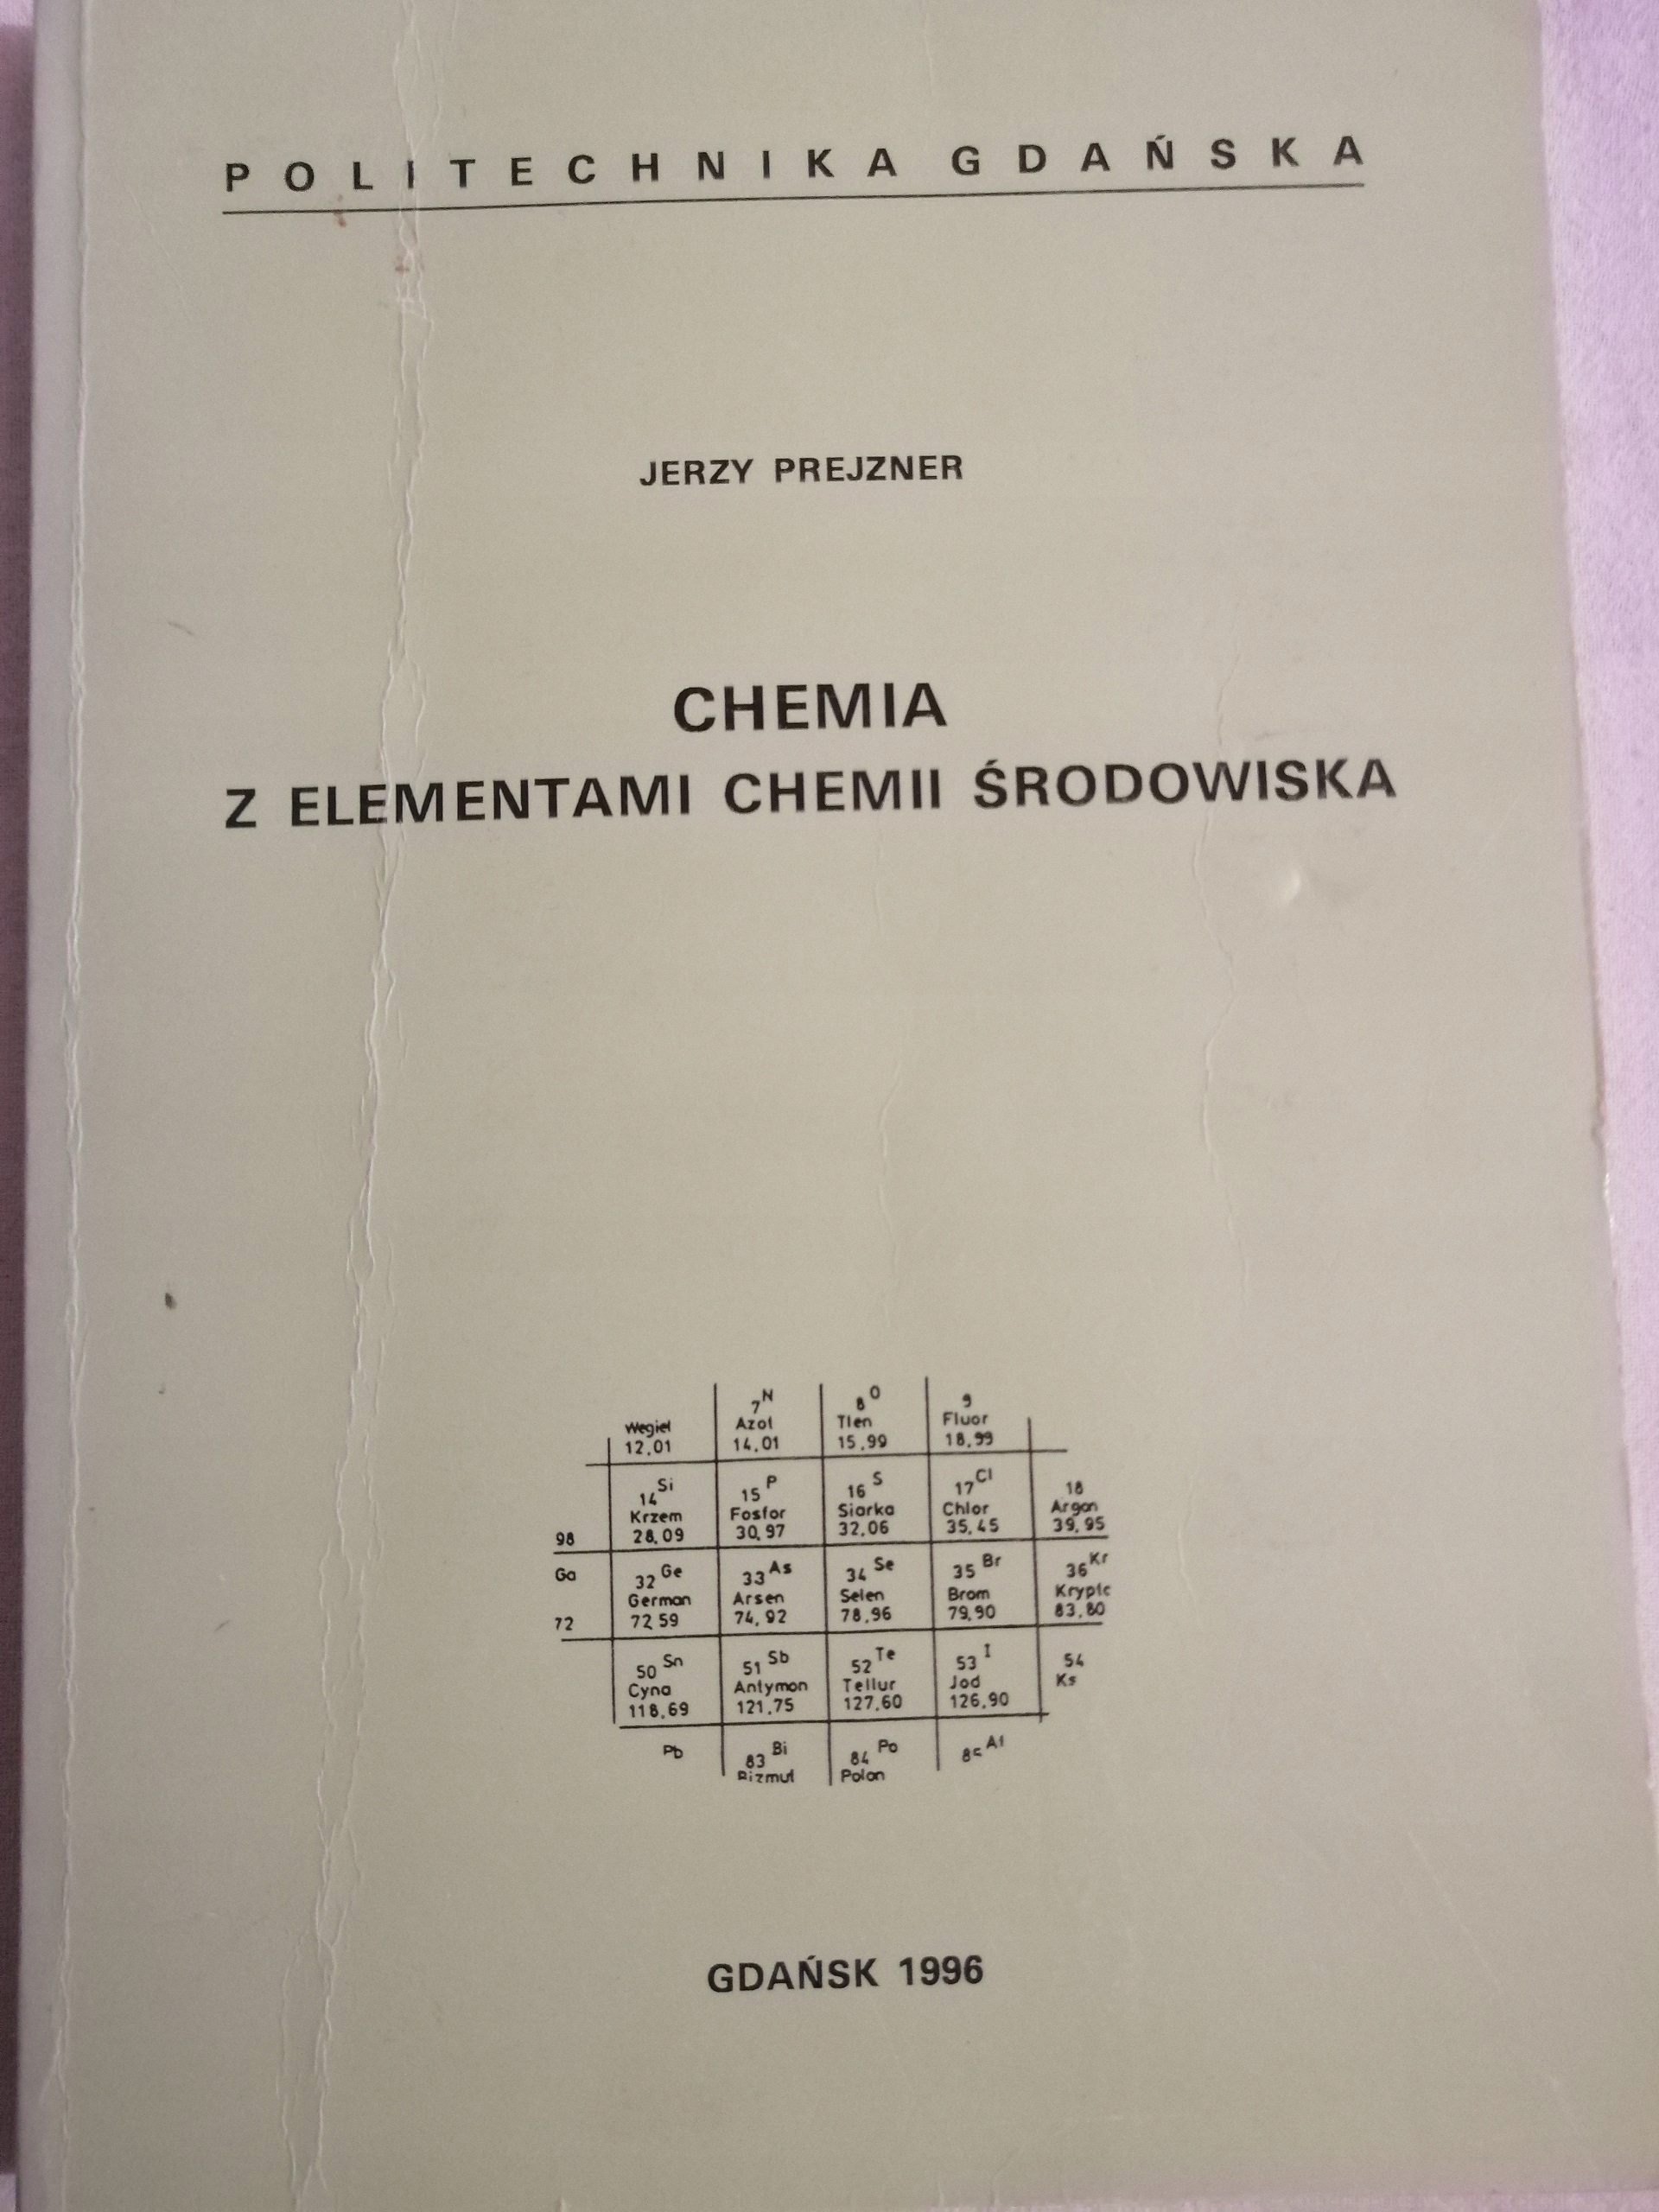 POLITECHNIKA GDAŃSKA
JERZY PREJZNER
CHEMIA
Z ELEMENTAMI CHEMII ŚRODOWISKA
7 N 8 O 9
Węgiel Azot Tlen Fluor
12,01 14,01 15,99 18,99
14 Si 15 P 16 S 17 Cl 18
Krzem Fosfor Siarka Chlor Argon
98 28,09 30,97 32,06 35,45 39,95
Ga 32 Ge 33 As 34 Se 35 Br 36 Kr
German Arsen Selen Brom
72 72,59 74,92 78,96 79,90 83,80
50 Sn 51 Sb 52 Te 53 I 54
Cyna Antymon Tellur Jod Ks
118,69 121,75 127,60 126,90
Pb 83 Bi 84 Po 85 At
Bizmut Polon
GDAŃSK 1996